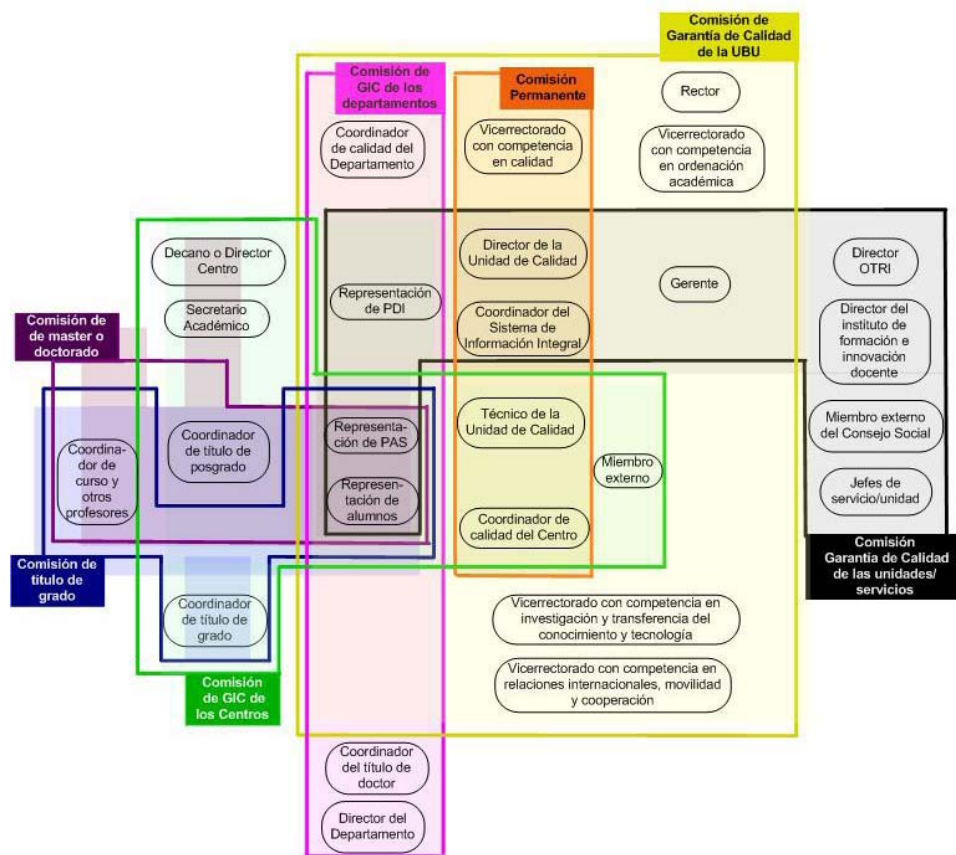 Comisión de
Garantía de Calidad
de la UBU
Comisión de
GIC de los
departamentos
Comisión
Permanente
Rector
Coordinador
de calidad del
Departamento
Vicerrectorado
con competencia
en calidad
Vicerrectorado
con competencia
en ordenación
académica
Decano o Director
Centro
Director de la
Unidad de Calidad
Gerente
Director
OTRI
Secretario
Académico
Representación
de PDI
Coordinador del
Sistema de
Información Integral
Director del
instituto de
formación e
innovación
docente
Comisión de
de master o
doctorado
Coordina-
dor de
curso y
otros
profesores
Coordinador
de título de
posgrado
Representa-
ción de PAS
Técnico de la
Unidad de Calidad
Miembro
externo
Miembro externo
del Consejo Social
Represen-
tación de
alumnos
Coordinador de
calidad del Centro
Jefes de
servicio/unidad
Comisión de
título de
grado
Comisión
Garantía de Calidad
de las unidades/
servicios
Coordinador
de título de
grado
Vicerrectorado con competencia en
investigación y transferencia del
conocimiento y tecnología
Comisión
de GIC de
los Centros
Vicerrectorado con competencia en
relaciones internacionales, movilidad
y cooperación
Coordinador
del título de
doctor
Director del
Departamento